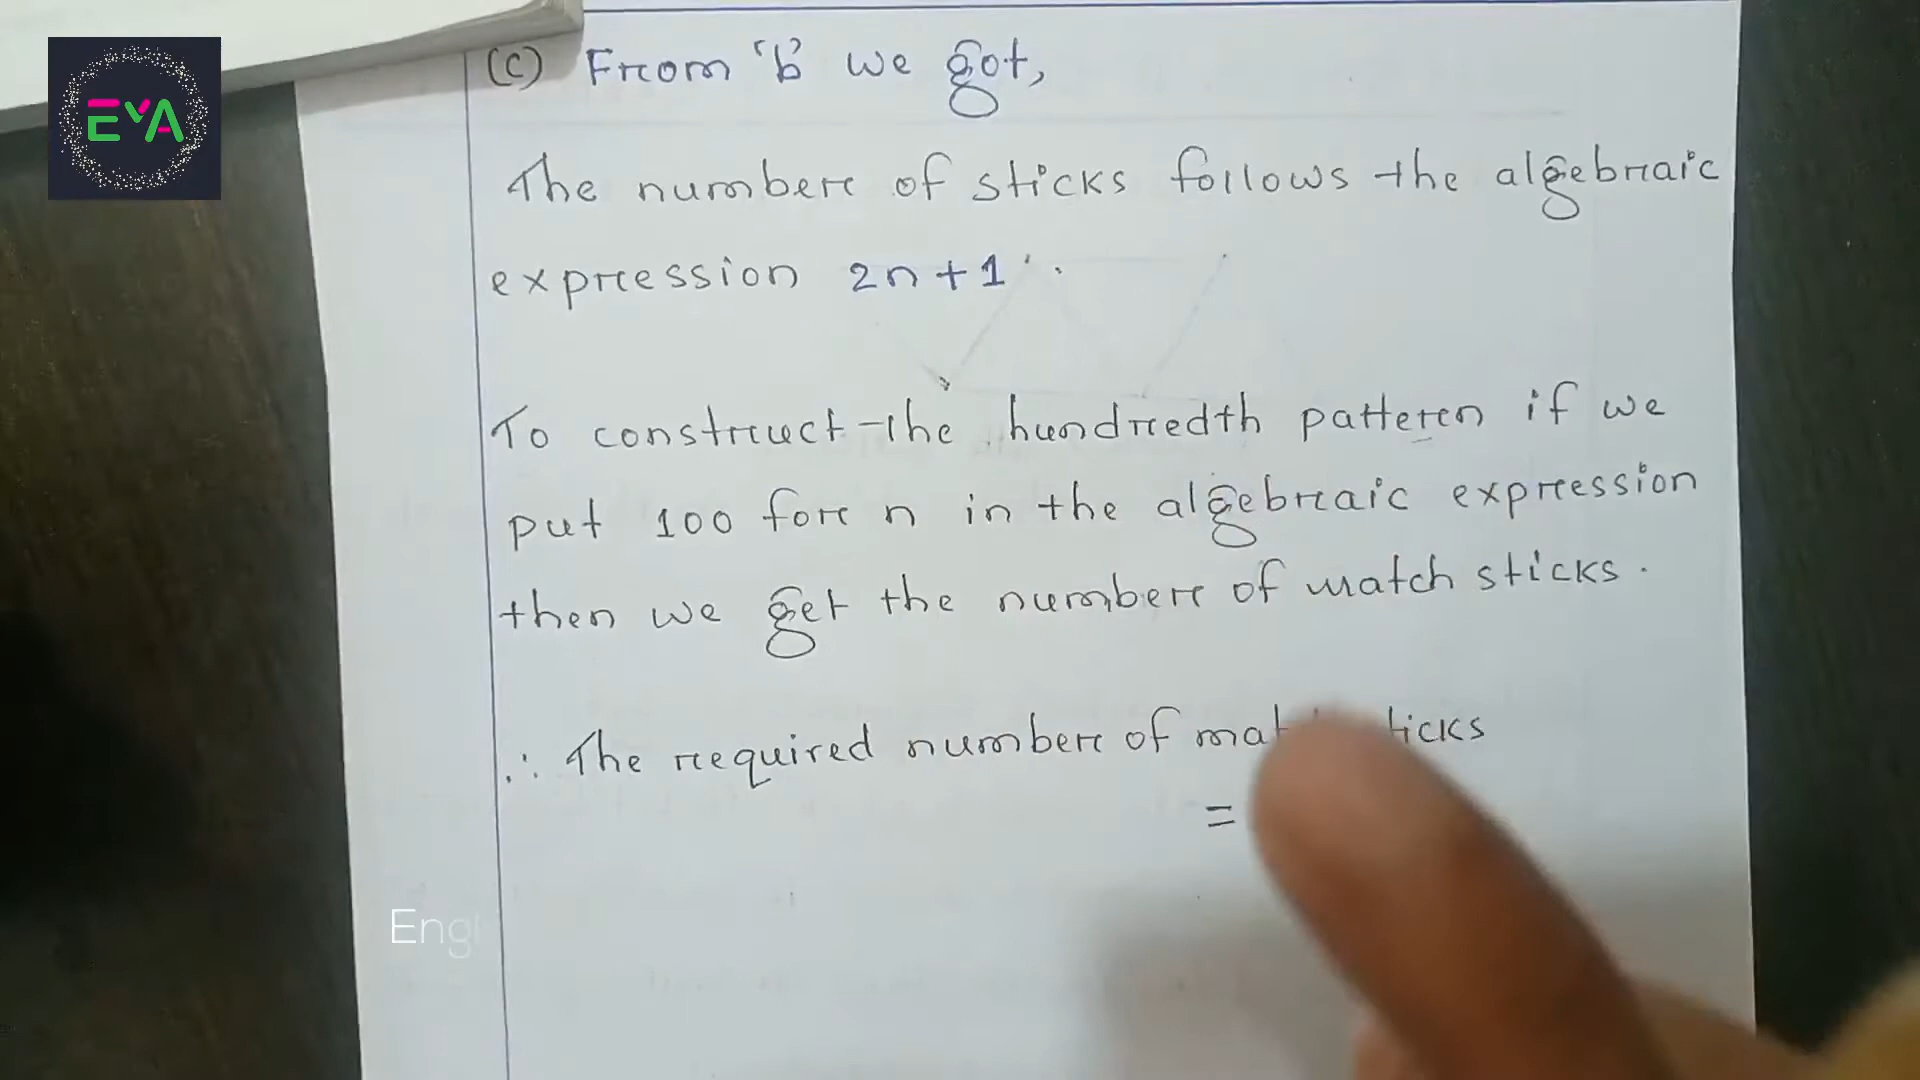 EYA
(c) From 'b' we got,
The number of sticks follows the algebraic
expression 2n+1.
To construct the hundredth pattern if we
put 100 for n in the algebraic expression
then we get the number of match sticks.
∴ The required number of sticks
=
Engl